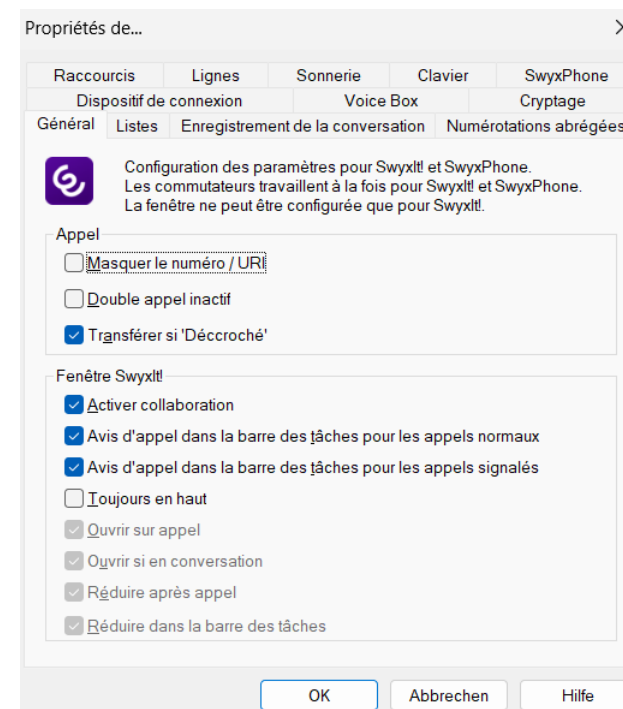 Propriétés de...
Raccourcis Lignes Sonnerie Clavier SwyxPhone
Dispositif de connexion Voice Box Cryptage
Général Listes Enregistrement de la conversation Numérotations abrégées
Configuration des paramètres pour SwyxIt! et SwyxPhone.
Les commutateurs travaillent à la fois pour SwyxIt! et SwyxPhone.
La fenêtre ne peut être configurée que pour SwyxIt!.
Appel
Masquer le numéro / URI
Double appel inactif
Transférer si 'Déccroché'
Fenêtre SwyxIt!
Activer collaboration
Avis d'appel dans la barre des tâches pour les appels normaux
Avis d'appel dans la barre des tâches pour les appels signalés
Toujours en haut
Ouvrir sur appel
Ouvrir si en conversation
Réduire après appel
Réduire dans la barre des tâches
OK Abbrechen Hilfe